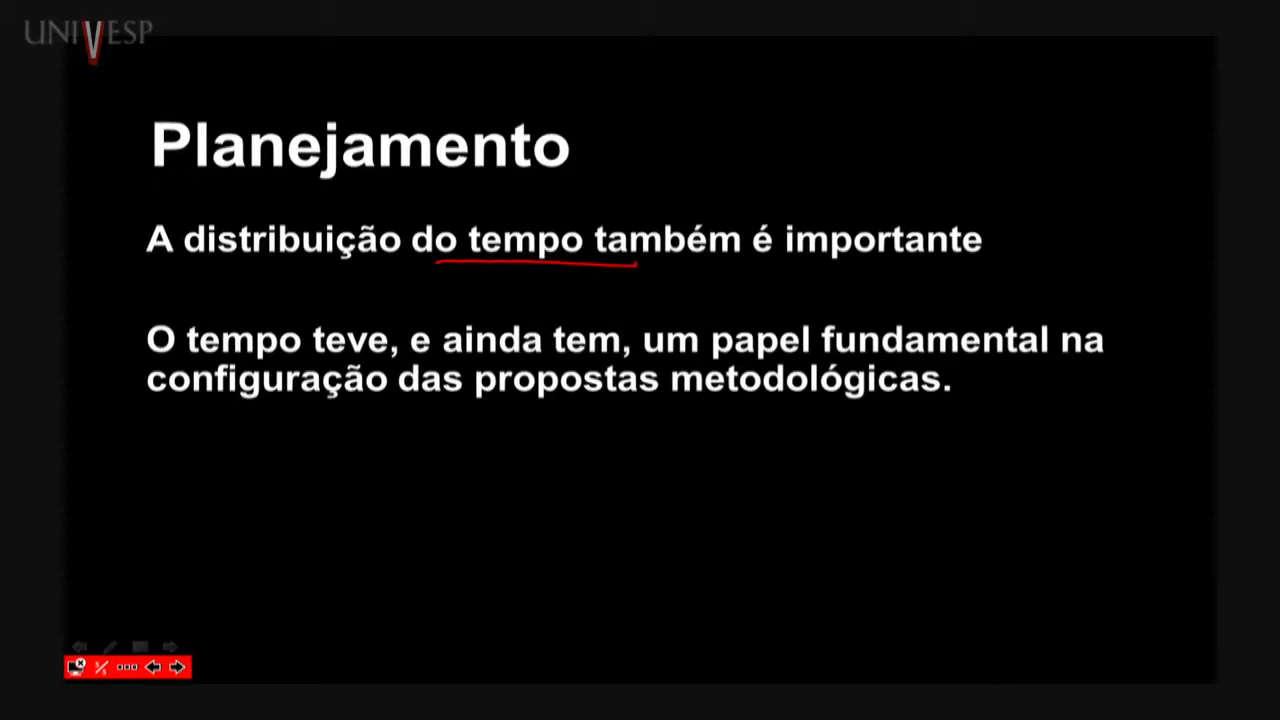 UNIVESP
Planejamento
A distribuição do tempo também é importante
O tempo teve, e ainda tem, um papel fundamental na
configuração das propostas metodológicas.